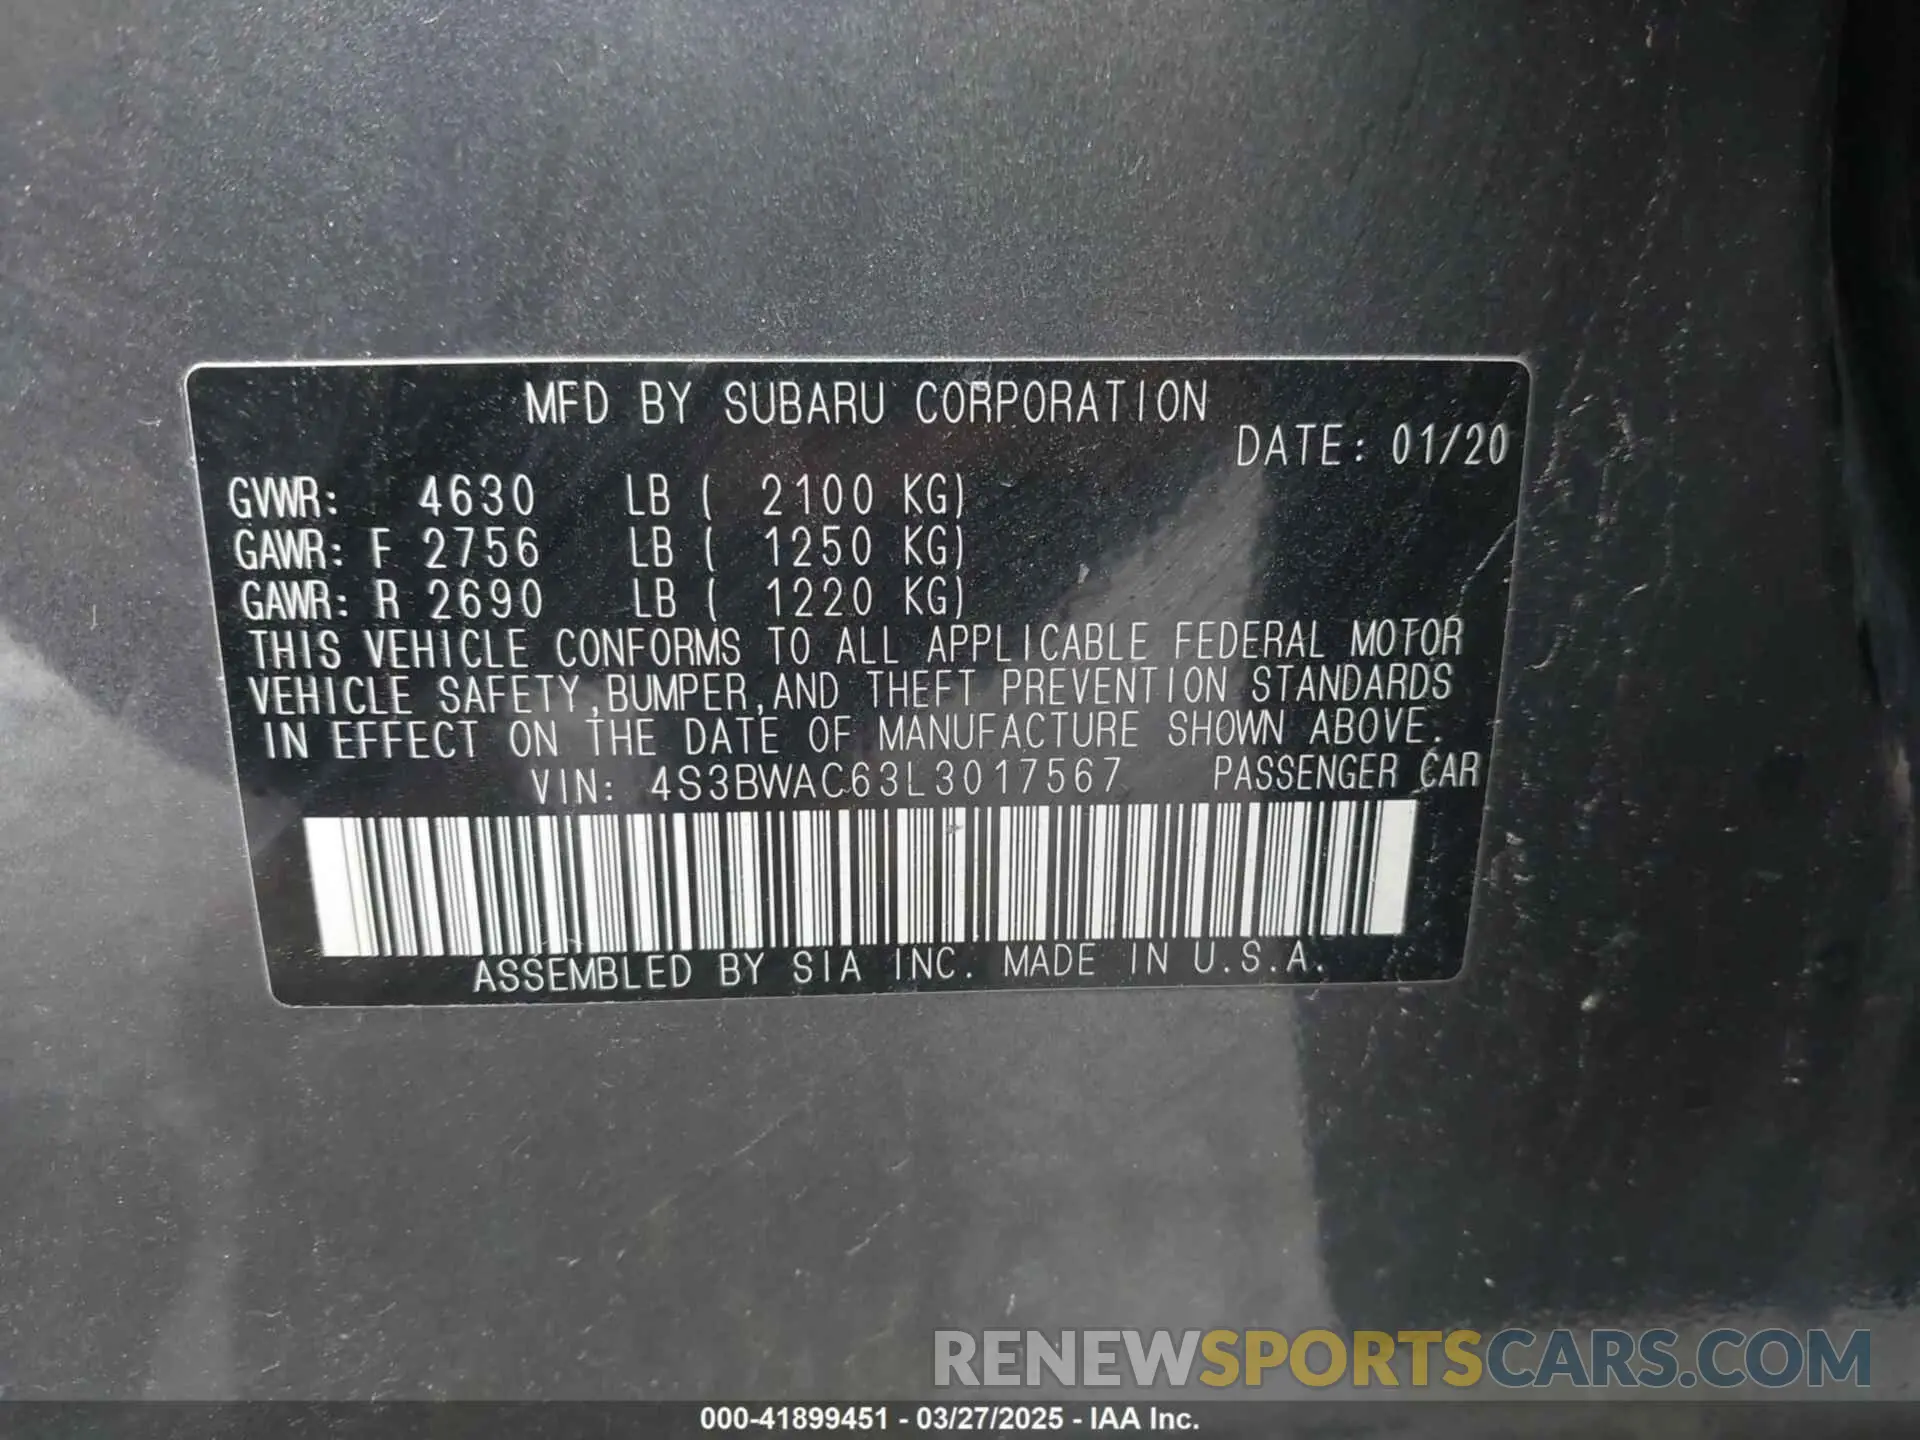 MFD BY SUBARU CORPORATION
DATE: 01/20
GVWR: 4630 LB ( 2100 KG)
GAWR: F 2756 LB ( 1250 KG)
GAWR: R 2690 LB ( 1220 KG)
THIS VEHICLE CONFORMS TO ALL APPLICABLE FEDERAL MOTOR
VEHICLE SAFETY,BUMPER,AND THEFT PREVENTION STANDARDS
IN EFFECT ON THE DATE OF MANUFACTURE SHOWN ABOVE.
VIN: 4S3BWAC63L3017567 PASSENGER CAR
ASSEMBLED BY SIA INC. MADE IN U.S.A.
RENEWSPORTSCARS.COM
000-41899451 - 03/27/2025 - IAA Inc.